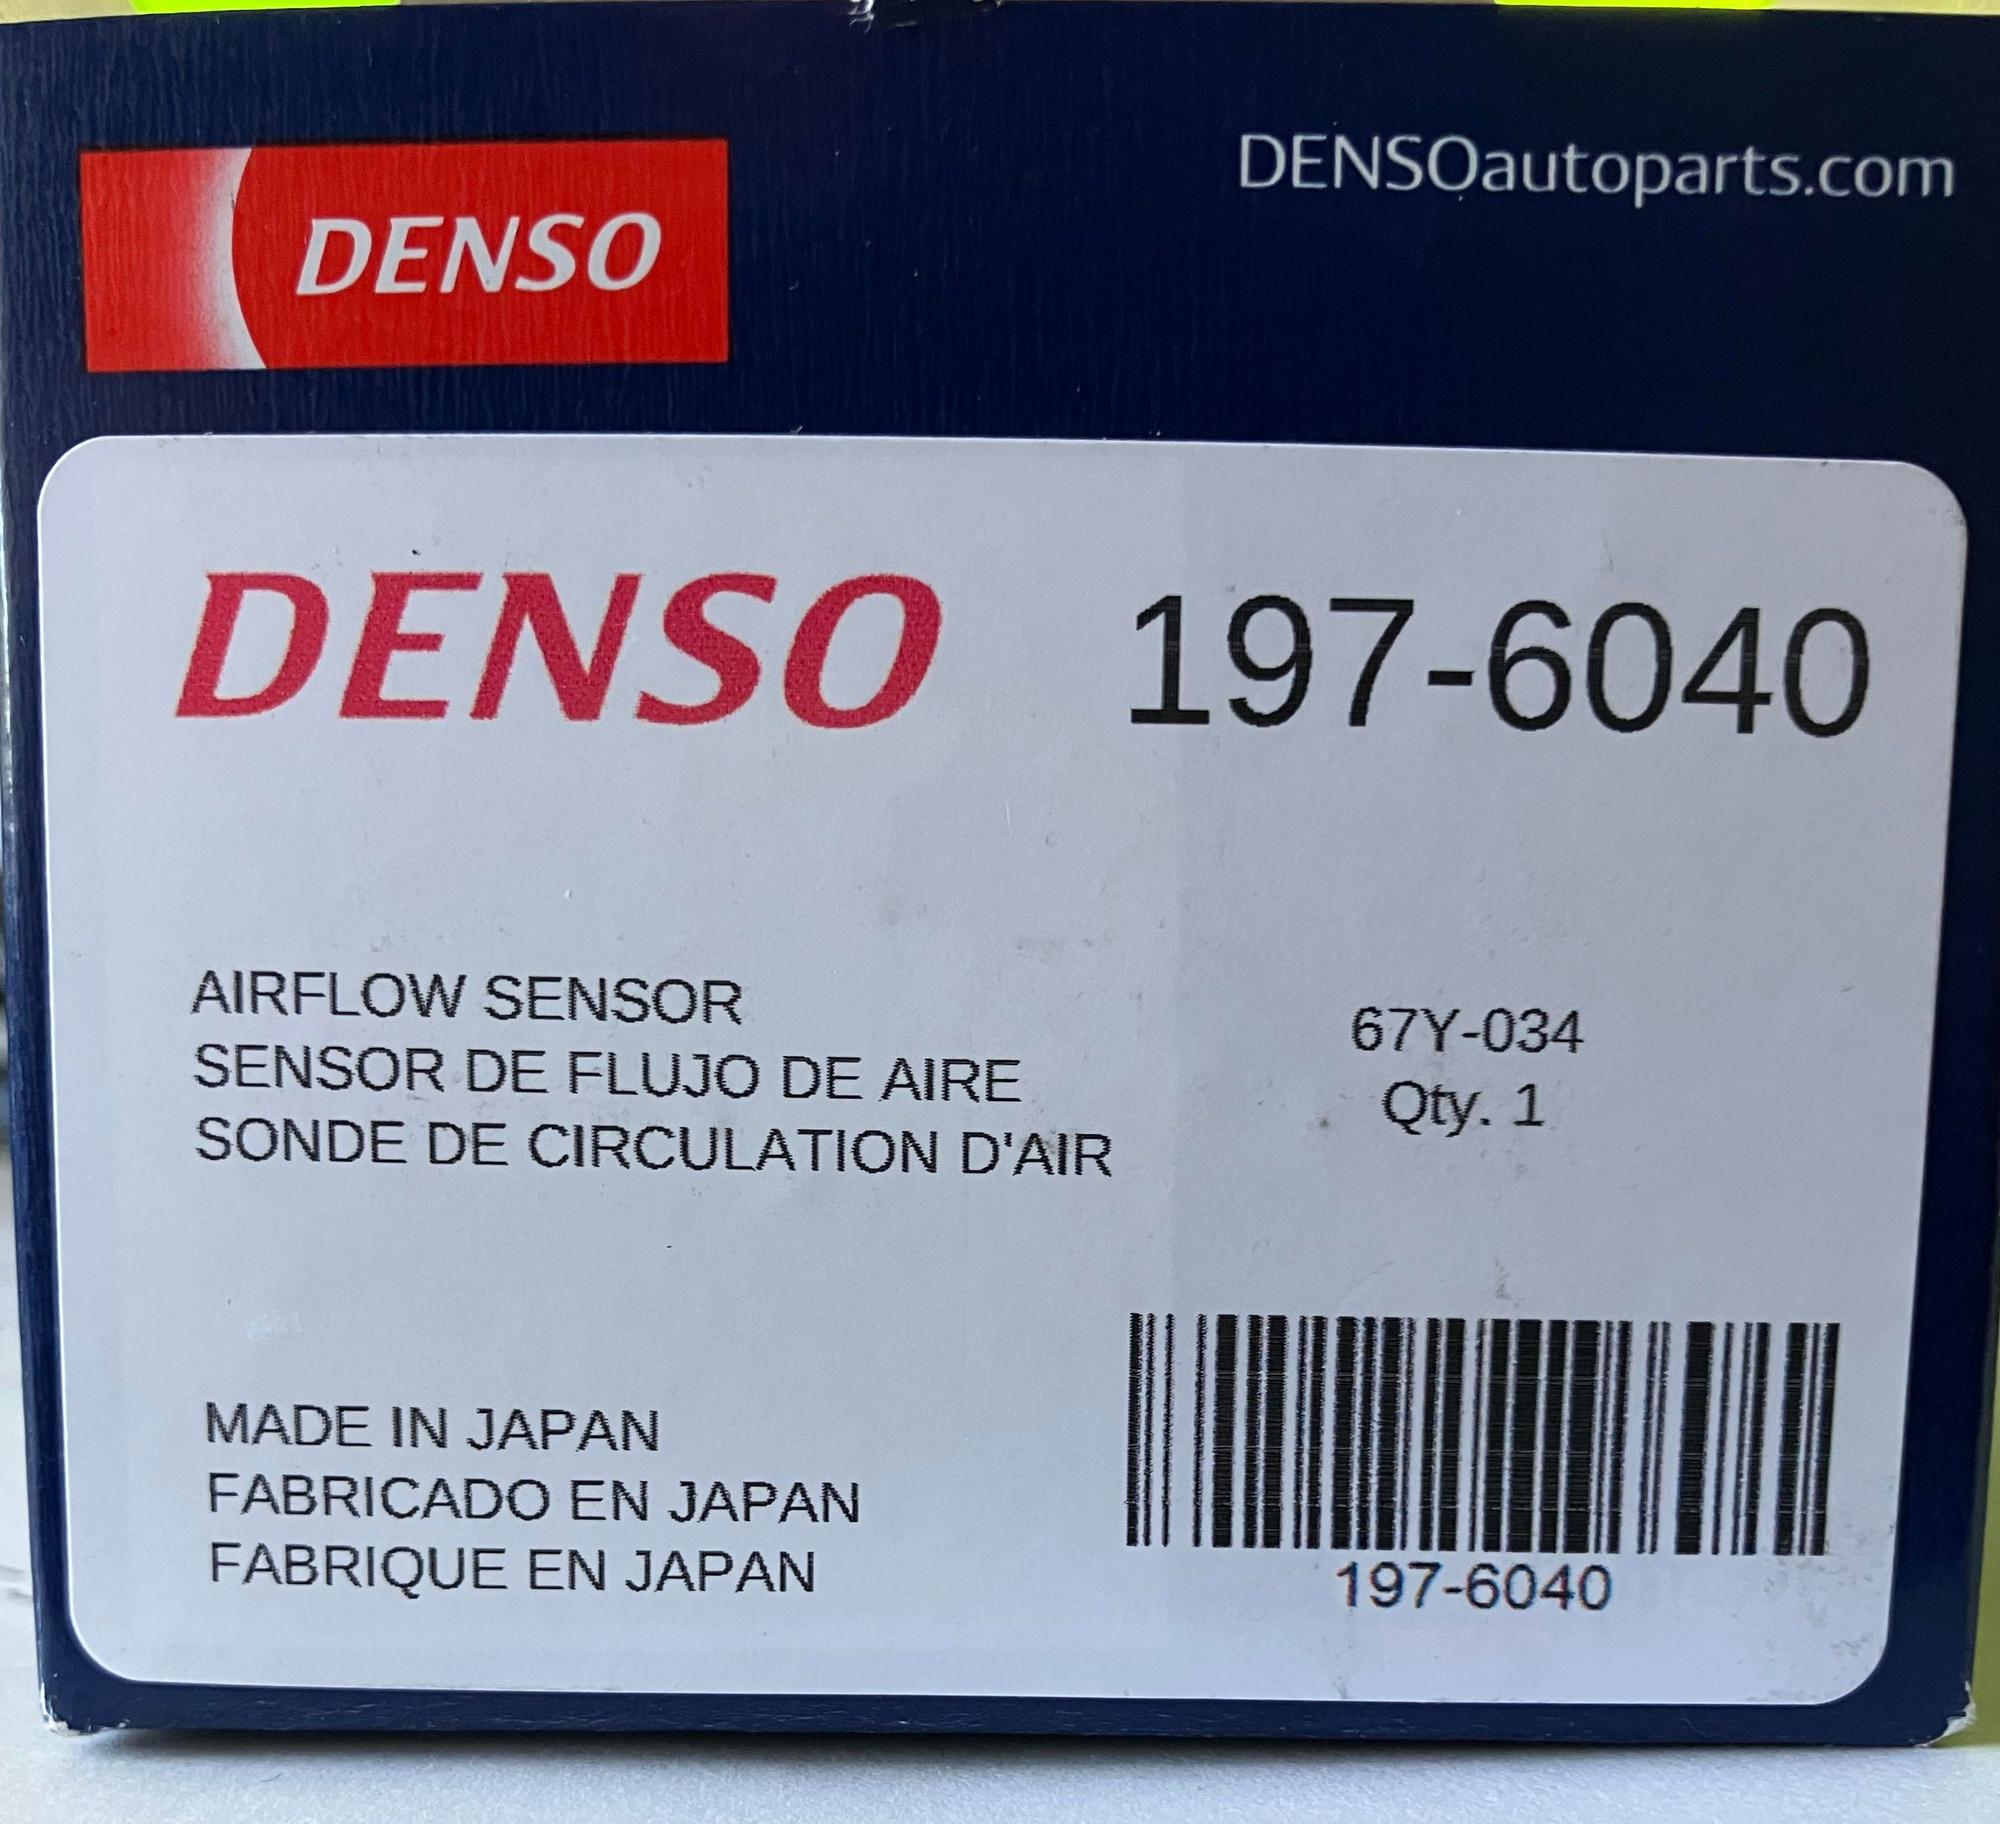 DENSOautoparts.com
DENSO
DENSO 197-6040
AIRFLOW SENSOR
SENSOR DE FLUJO DE AIRE
SONDE DE CIRCULATION D'AIR
67Y-034
Qty. 1
MADE IN JAPAN
FABRICADO EN JAPAN
FABRIQUE EN JAPAN
197-6040